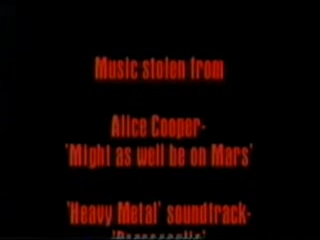 Music stolen from
Alice Cooper-
'Might as well be on Mars'
'Heavy Metal' soundtrack-